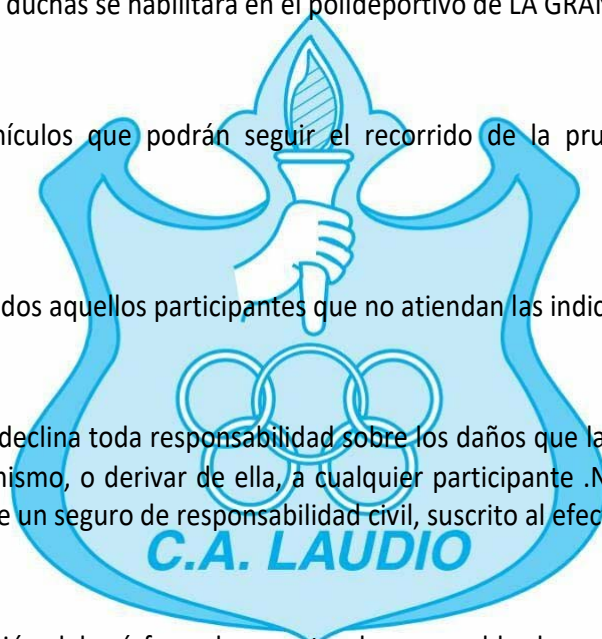 duchas se habilitará en el polideportivo de LA GRAN
hículos que podrán seguir el recorrido de la pru
dos aquellos participantes que no atiendan las indic
declina toda responsabilidad sobre los daños que la
nismo, o derivar de ella, a cualquier participante .N
e un seguro de responsabilidad civil, suscrito al efec
C.A. LAUDIO